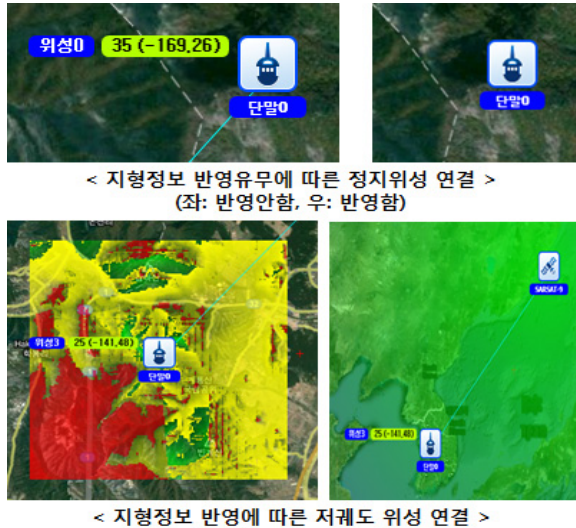 위성0 35 (-169,26)
단말0
단말0
< 지형정보 반영유무에 따른 정지위성 연결 >
(좌: 반영안함, 우: 반영함)
위성3 25 (-141,48)
단말0
SARSAT-9
위성3 25 (-141,48)
단말0
< 지형정보 반영에 따른 저궤도 위성 연결 >